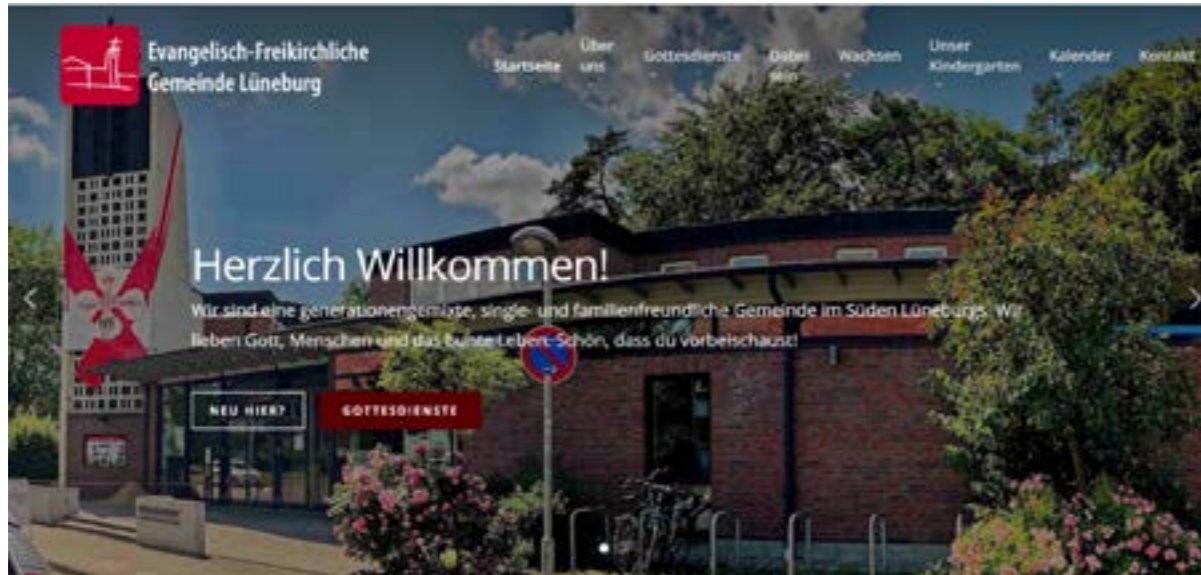 Evangelisch-Freikirchliche
Gemeinde Lüneburg
Startseite
Über
uns
Gottesdienste
Dabei
sein
Wachsen
Unser
Kindergarten
Kalender
Kontakt
Herzlich Willkommen!
Wir sind eine generationengemixte, single- und familienfreundliche Gemeinde im Süden Lüneburgs. Wir
lieben Gott, Menschen und das bunte Leben. Schön, dass du vorbeischaust!
NEU HIER?
GOTTESDIENSTE